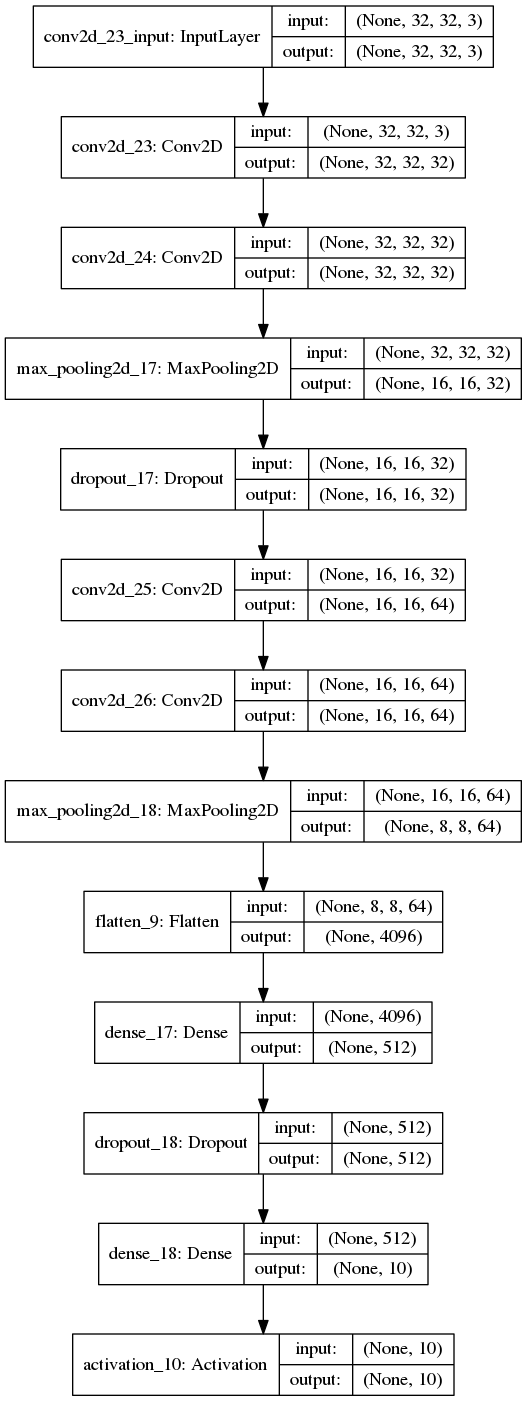 conv2d_23_input: InputLayer
input: (None, 32, 32, 3)
output: (None, 32, 32, 3)
conv2d_23: Conv2D
input: (None, 32, 32, 3)
output: (None, 32, 32, 32)
conv2d_24: Conv2D
input: (None, 32, 32, 32)
output: (None, 32, 32, 32)
max_pooling2d_17: MaxPooling2D
input: (None, 32, 32, 32)
output: (None, 16, 16, 32)
dropout_17: Dropout
input: (None, 16, 16, 32)
output: (None, 16, 16, 32)
conv2d_25: Conv2D
input: (None, 16, 16, 32)
output: (None, 16, 16, 64)
conv2d_26: Conv2D
input: (None, 16, 16, 64)
output: (None, 16, 16, 64)
max_pooling2d_18: MaxPooling2D
input: (None, 16, 16, 64)
output: (None, 8, 8, 64)
flatten_9: Flatten
input: (None, 8, 8, 64)
output: (None, 4096)
dense_17: Dense
input: (None, 4096)
output: (None, 512)
dropout_18: Dropout
input: (None, 512)
output: (None, 512)
dense_18: Dense
input: (None, 512)
output: (None, 10)
activation_10: Activation
input: (None, 10)
output: (None, 10)